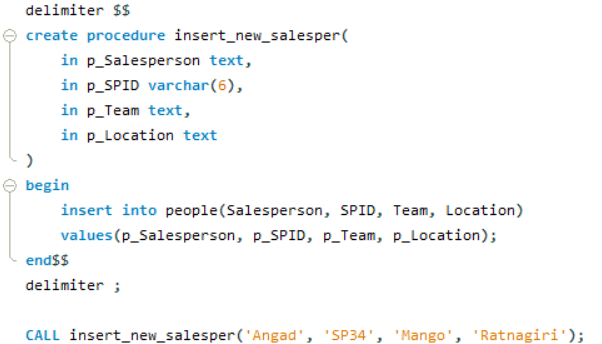 delimiter $$
create procedure insert_new_salesper(
    in p_Salesperson text,
    in p_SPID varchar(6),
    in p_Team text,
    in p_Location text
)
begin
    insert into people(Salesperson, SPID, Team, Location)
    values(p_Salesperson, p_SPID, p_Team, p_Location);
end$$
delimiter ;

CALL insert_new_salesper('Angad', 'SP34', 'Mango', 'Ratnagiri');